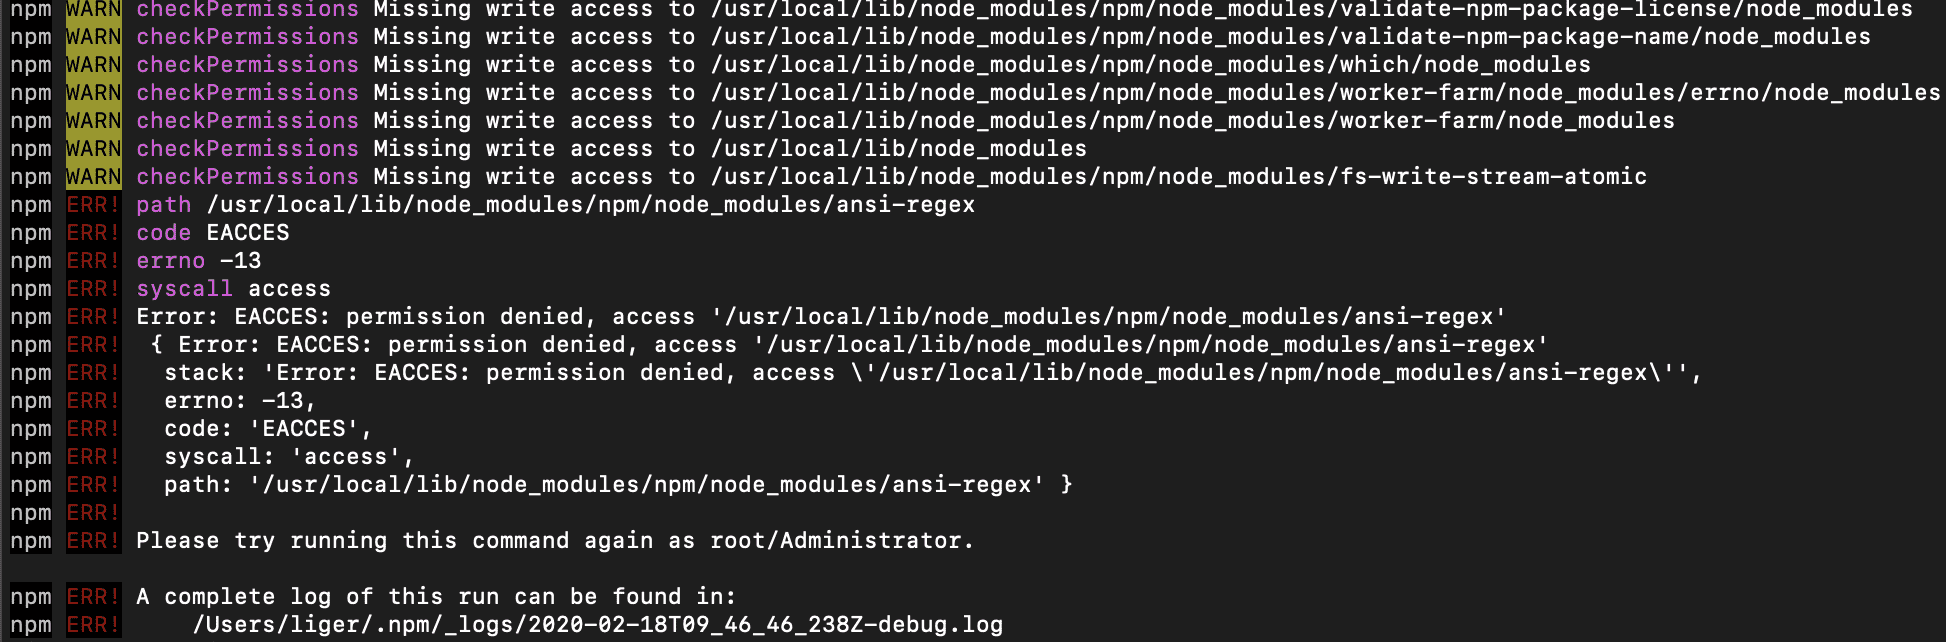 npm WARN checkPermissions Missing write access to /usr/local/lib/node_modules/npm/node_modules/validate-npm-package-license/node_modules
npm WARN checkPermissions Missing write access to /usr/local/lib/node_modules/npm/node_modules/validate-npm-package-name/node_modules
npm WARN checkPermissions Missing write access to /usr/local/lib/node_modules/npm/node_modules/which/node_modules
npm WARN checkPermissions Missing write access to /usr/local/lib/node_modules/npm/node_modules/worker-farm/node_modules/errno/node_modules
npm WARN checkPermissions Missing write access to /usr/local/lib/node_modules/npm/node_modules/worker-farm/node_modules
npm WARN checkPermissions Missing write access to /usr/local/lib/node_modules
npm WARN checkPermissions Missing write access to /usr/local/lib/node_modules/npm/node_modules/fs-write-stream-atomic
npm ERR! path /usr/local/lib/node_modules/npm/node_modules/ansi-regex
npm ERR! code EACCES
npm ERR! errno -13
npm ERR! syscall access
npm ERR! Error: EACCES: permission denied, access '/usr/local/lib/node_modules/npm/node_modules/ansi-regex'
npm ERR!  { Error: EACCES: permission denied, access '/usr/local/lib/node_modules/npm/node_modules/ansi-regex'
npm ERR!   stack: 'Error: EACCES: permission denied, access \'/usr/local/lib/node_modules/npm/node_modules/ansi-regex\'',
npm ERR!   errno: -13,
npm ERR!   code: 'EACCES',
npm ERR!   syscall: 'access',
npm ERR!   path: '/usr/local/lib/node_modules/npm/node_modules/ansi-regex' }
npm ERR!
npm ERR! Please try running this command again as root/Administrator.
npm ERR! A complete log of this run can be found in:
npm ERR!     /Users/liger/.npm/_logs/2020-02-18T09_46_46_238Z-debug.log